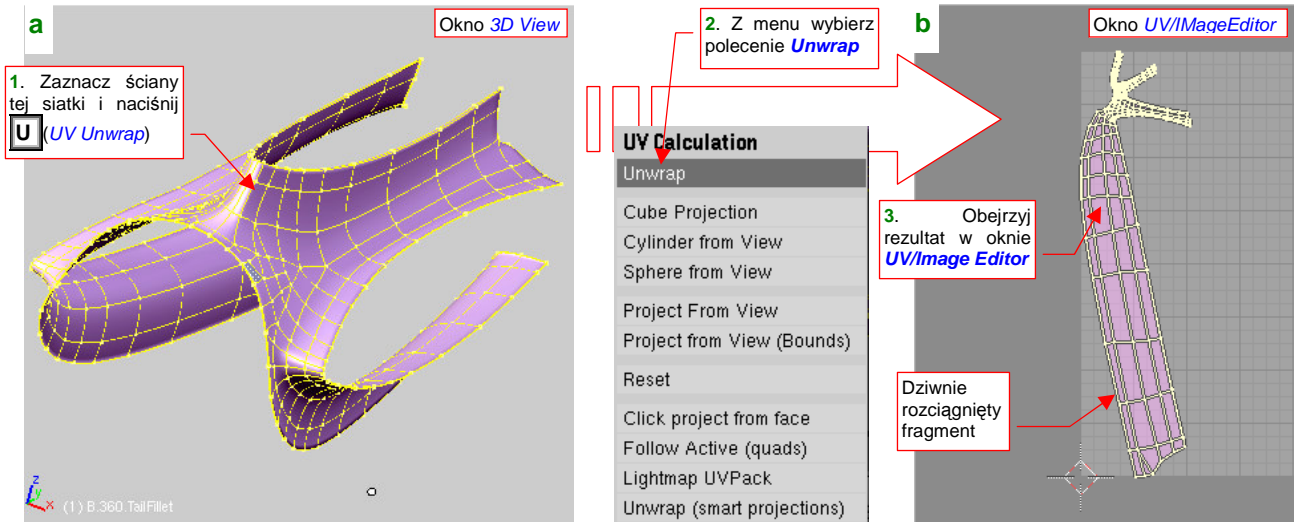 a
Okno 3D View
1. Zaznacz ściany
tej siatki i naciśnij
U (UV Unwrap)
z
y
x
(1) B.360.TailFillet
2. Z menu wybierz
polecenie Unwrap
UV Calculation
Unwrap
Cube Projection
Cylinder from View
Sphere from View
Project From View
Project from View (Bounds)
Reset
Click project from face
Follow Active (quads)
Lightmap UVPack
Unwrap (smart projections)
b
Okno UV/IMageEditor
3. Obejrzyj
rezultat w oknie
UV/Image Editor
Dziwnie
rozciągnięty
fragment